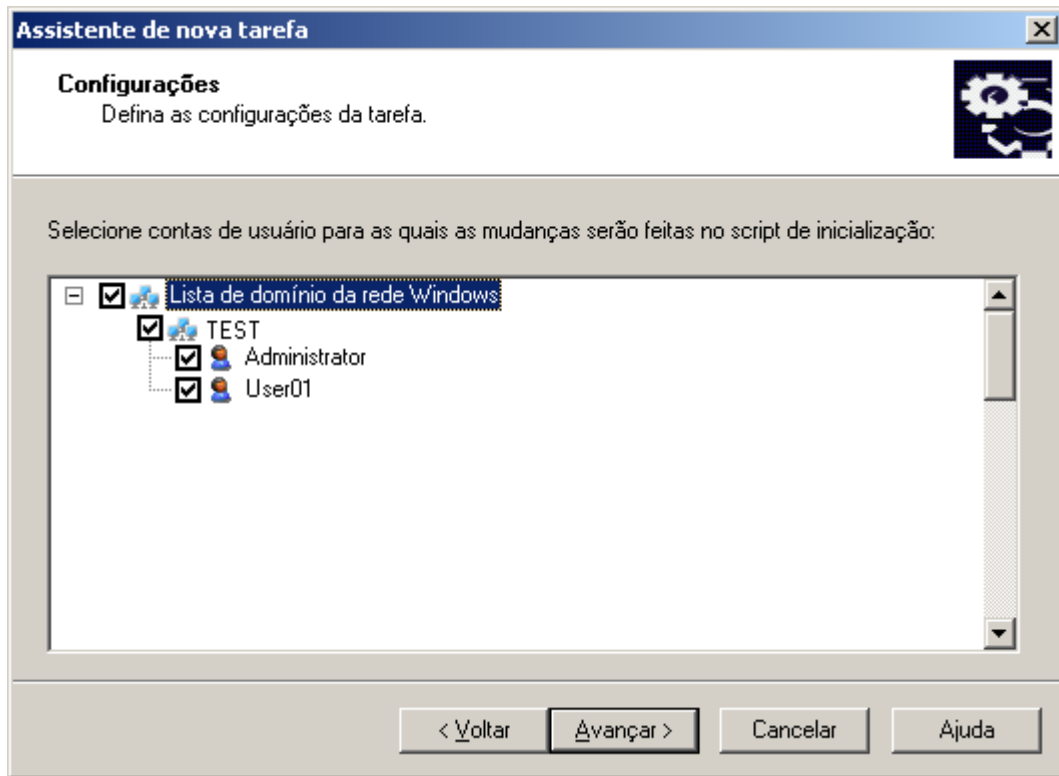 Assistente de nova tarefa
Configurações
Defina as configurações da tarefa.
Selecione contas de usuário para as quais as mudanças serão feitas no script de inicialização:
Lista de domínio da rede Windows
TEST
Administrator
User01
< Voltar
Avançar >
Cancelar
Ajuda